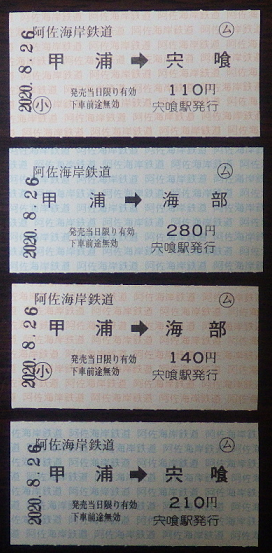 2020.8.26
阿佐海岸鉄道 ㋰
甲浦➡宍喰
小
発売当日限り有効 110円
下車前途無効 宍喰駅発行
2020.8.26
阿佐海岸鉄道 ㋰
甲浦➡海部
発売当日限り有効 280円
下車前途無効 宍喰駅発行
2020.8.26
阿佐海岸鉄道 ㋰
甲浦➡海部
小
発売当日限り有効 140円
下車前途無効 宍喰駅発行
2020.8.26
阿佐海岸鉄道 ㋰
甲浦➡宍喰
発売当日限り有効 210円
下車前途無効 宍喰駅発行